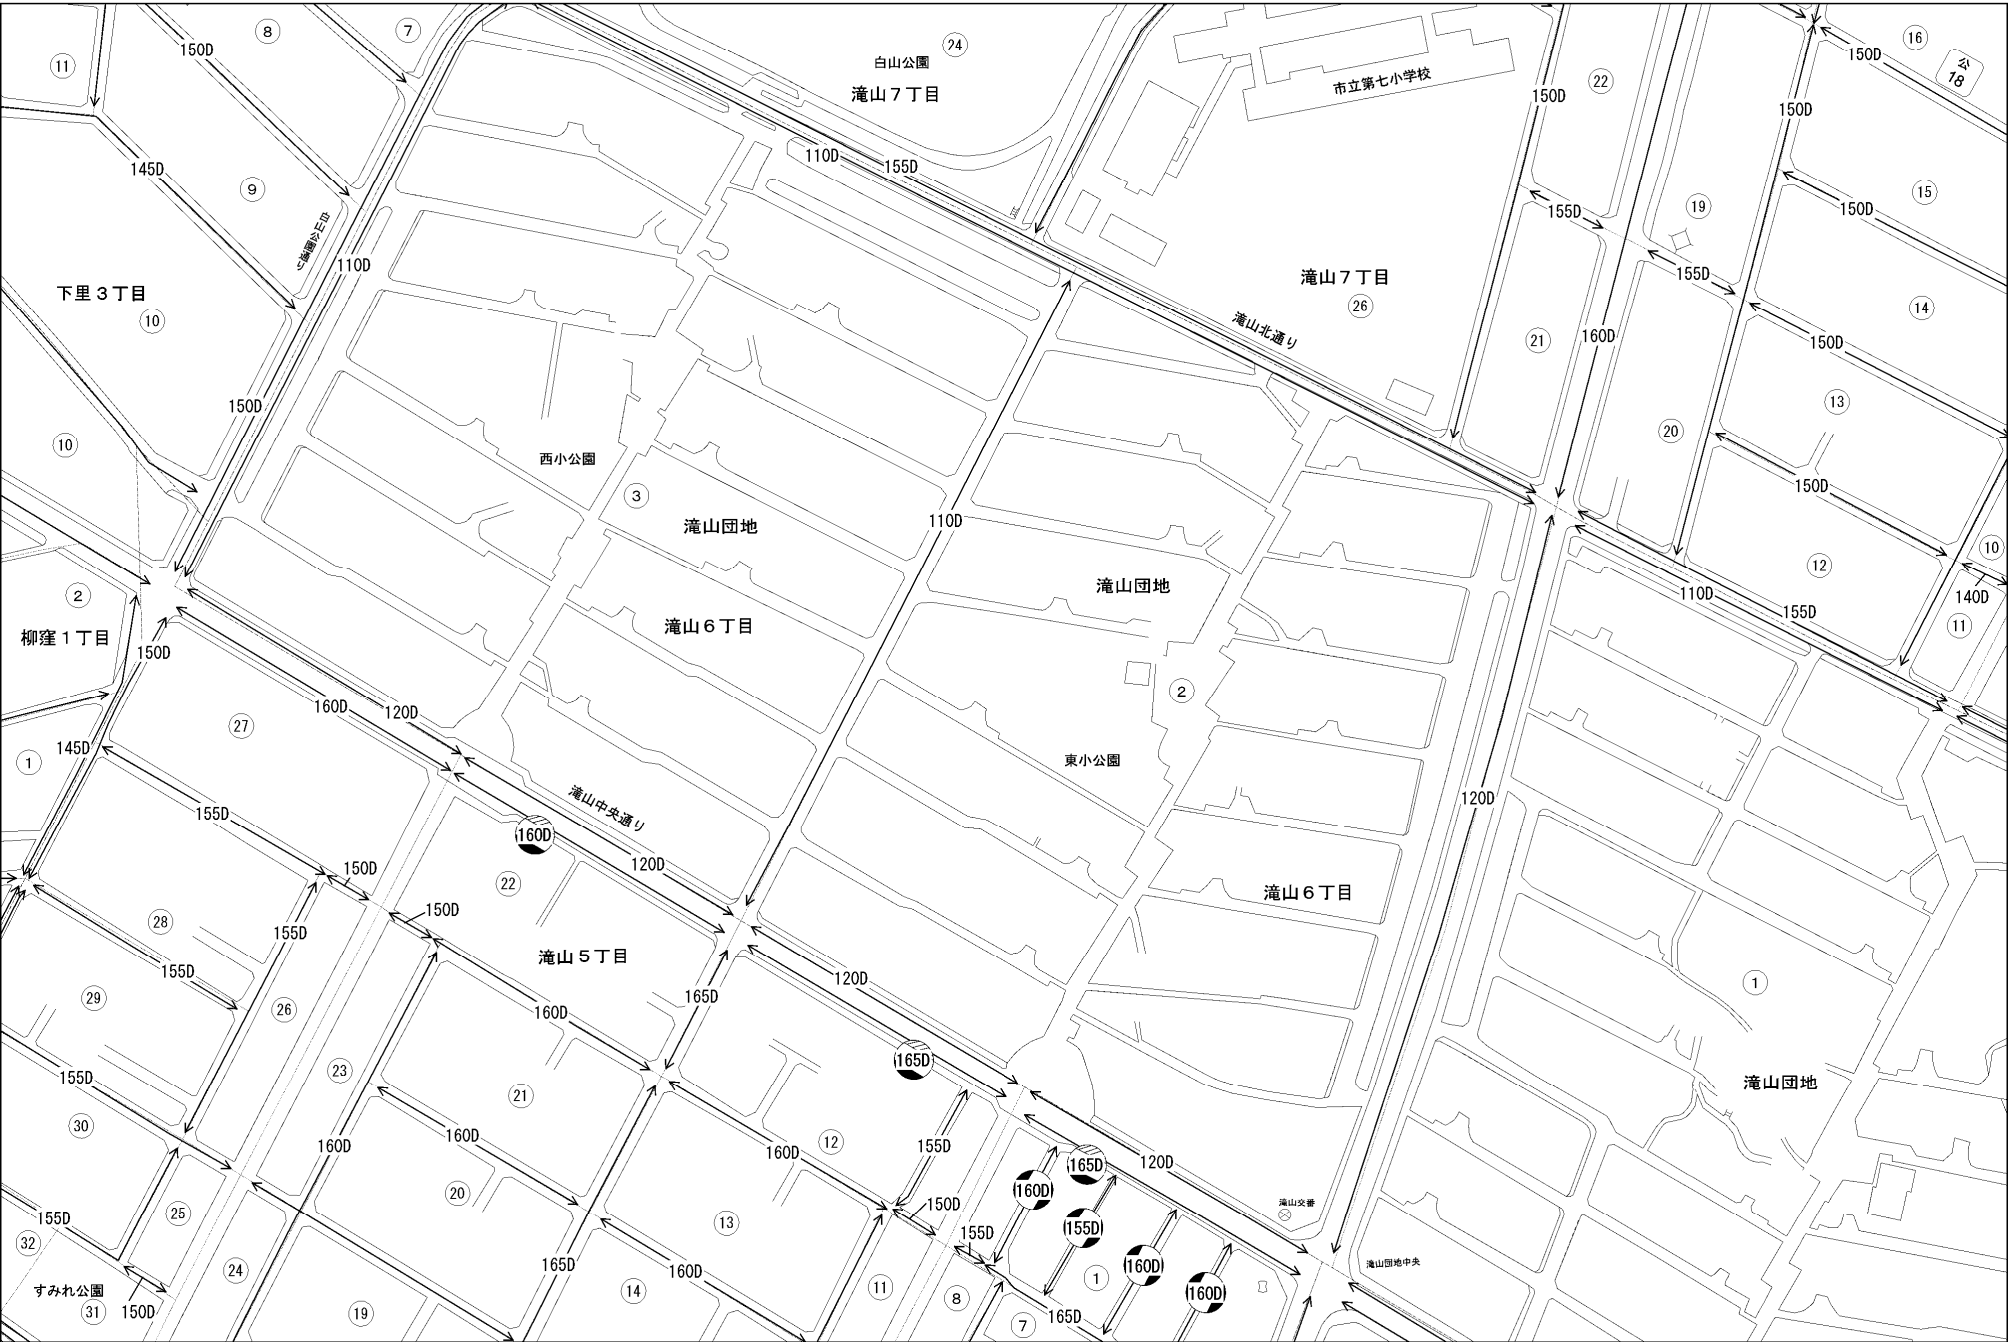 ⑪
⑧
⑦
150D
145D
⑨
白山公園通り
下里３丁目
⑩
110D
150D
⑩
②
柳窪１丁目
150D
145D
①
㉔
白山公園
滝山７丁目
110D
155D
市立第七小学校
㉒
150D
⑯
150D
公
18
150D
⑮
150D
⑲
155D
155D
滝山７丁目
㉖
滝山北通り
㉑
160D
⑭
150D
⑬
⑳
150D
⑫
⑩
140D
⑪
110D
155D
西小公園
③
滝山団地
110D
滝山団地
滝山６丁目
②
東小公園
120D
160D
120D
㉗
滝山中央通り
160D
120D
155D
150D
㉒
150D
滝山５丁目
滝山６丁目
㉘
155D
155D
㉙
㉖
155D
㉚
㉓
160D
㉑
165D
120D
165D
①
滝山団地
160D
⑳
160D
⑫
155D
160D
165D
120D
160D
155D
160D
160D
滝山交番
滝山団地中央
㉕
155D
㉜
すみれ公園
㉛
150D
㉔
⑲
165D
⑬
160D
⑭
150D
155D
⑪
⑧
①
165D
⑦